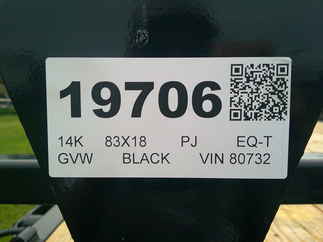 19706
14K 83X18 PJ EQ-T
GVW BLACK VIN 80732